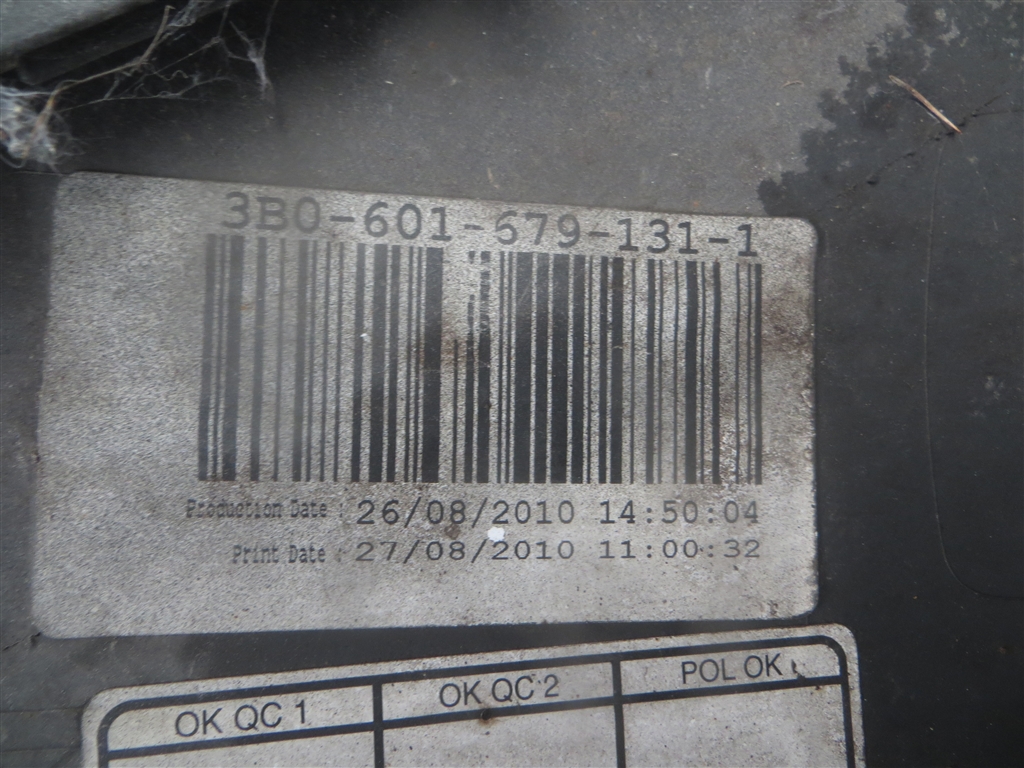 3B0-601-679-131-1
Production Date : 26/08/2010 14:50:04
Print Date : 27/08/2010 11:00:32
OK QC 1
OK QC 2
POL OK